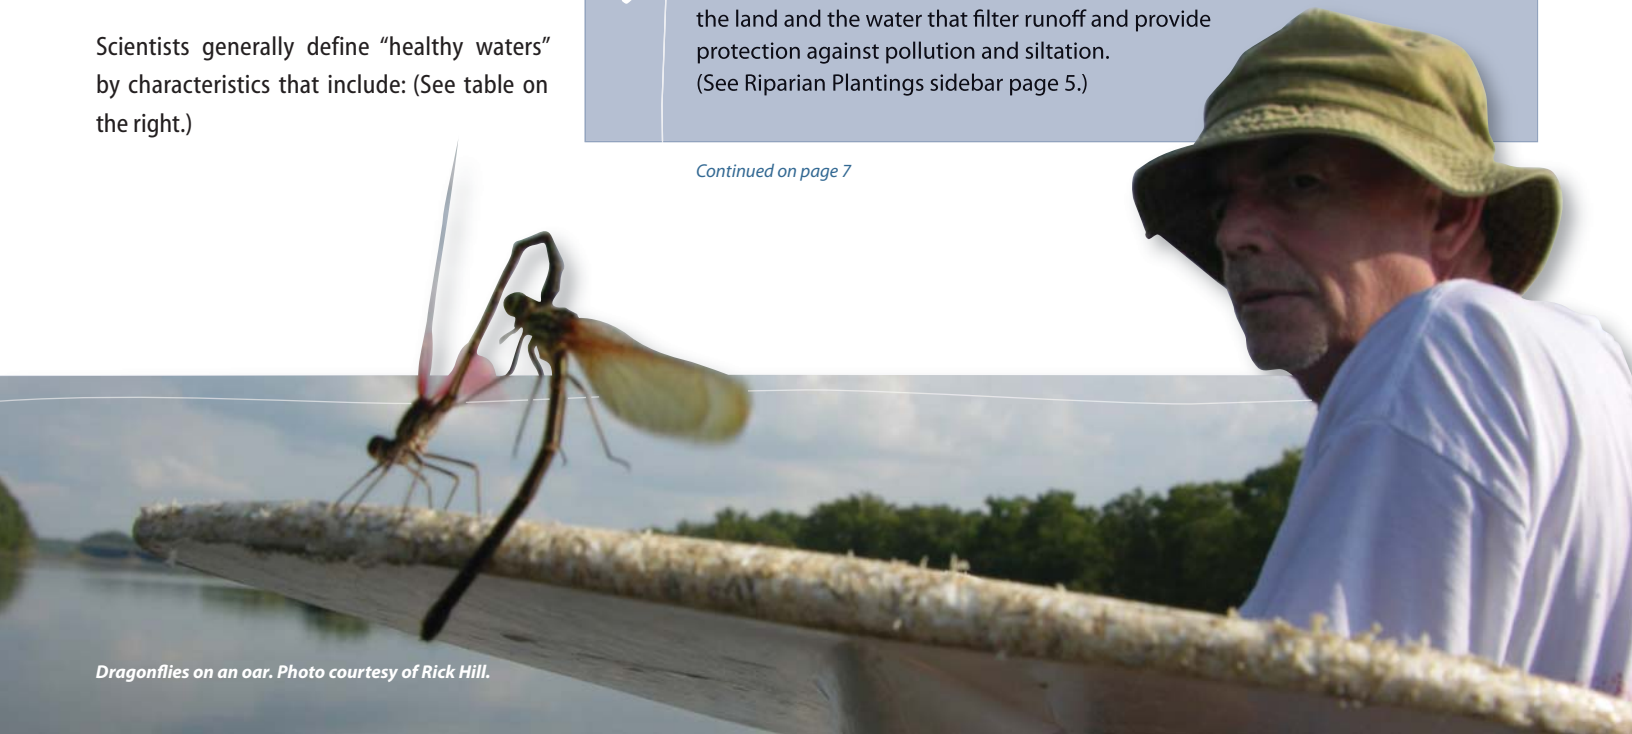 Scientists generally define “healthy waters”
by characteristics that include: (See table on
the right.)
the land and the water that filter runoff and provide
protection against pollution and siltation.
(See Riparian Plantings sidebar page 5.)
Continued on page 7
Dragonflies on an oar. Photo courtesy of Rick Hill.